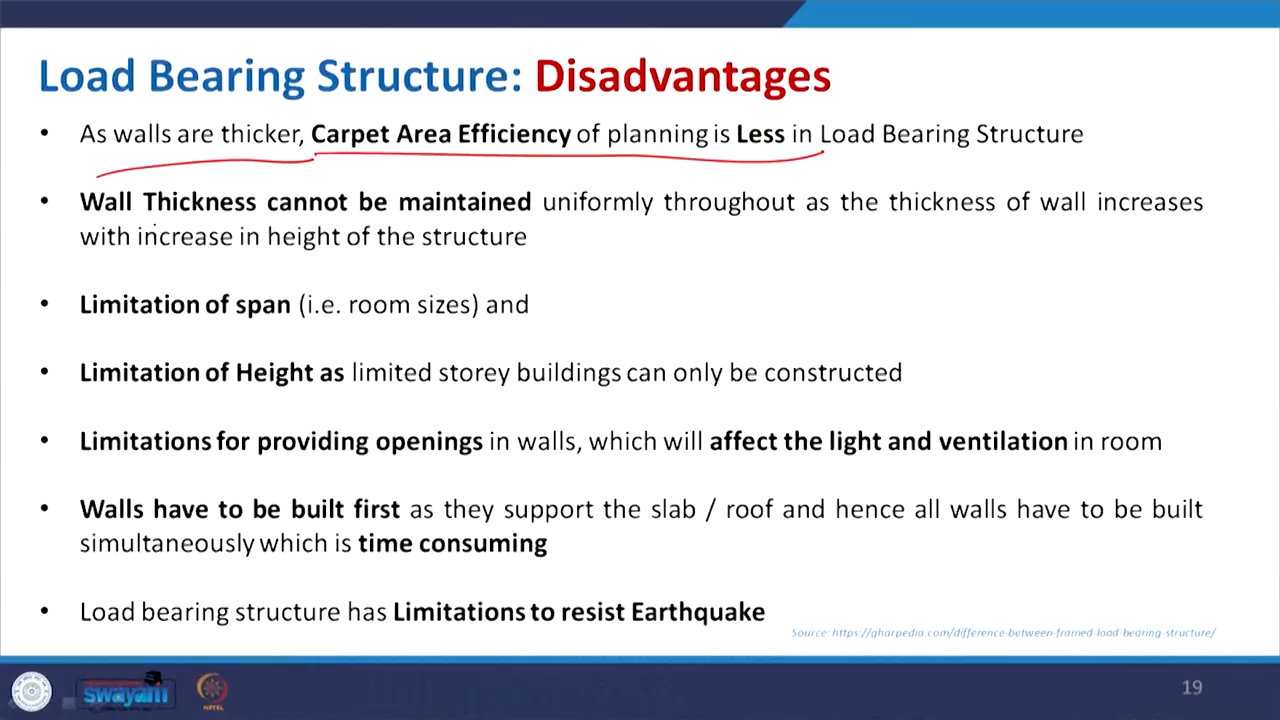 Load Bearing Structure: Disadvantages
• As walls are thicker, Carpet Area Efficiency of planning is Less in Load Bearing Structure
• Wall Thickness cannot be maintained uniformly throughout as the thickness of wall increases
with increase in height of the structure
• Limitation of span (i.e. room sizes) and
• Limitation of Height as limited storey buildings can only be constructed
• Limitations for providing openings in walls, which will affect the light and ventilation in room
• Walls have to be built first as they support the slab / roof and hence all walls have to be built
simultaneously which is time consuming
• Load bearing structure has Limitations to resist Earthquake
Source: https://gharpedia.com/difference-between-framed-load-bearing-structure/
swayam
NPTEL
19